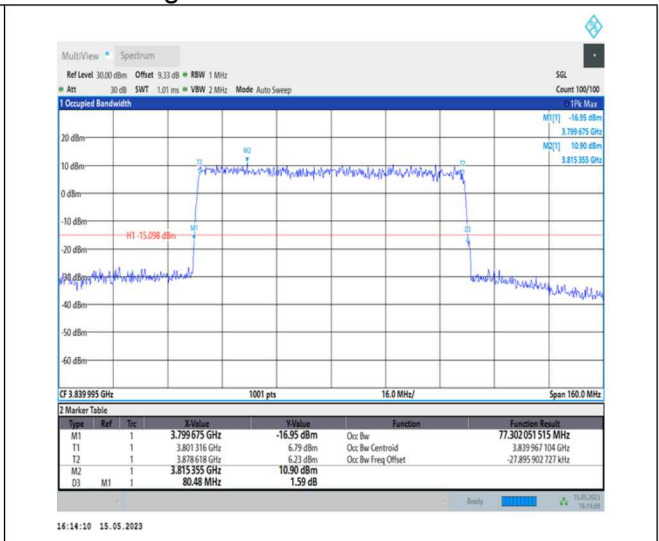 MultiView Spectrum
Ref Level 30.00 dBm Offset 9.33 dB RBW 1 MHz SGL
Att 30 dB SWT 1.01 ms VBW 2 MHz Mode Auto Sweep Count 100/100
1 Occupied Bandwidth 1Pk Max
M1[1] -16.95 dBm
3.799 675 GHz
M2[1] 10.90 dBm
3.815 355 GHz
20 dBm
M2
10 dBm
0 dBm
-10 dBm
M1 D3
H1 -15.098 dBm
-20 dBm
-40 dBm
-50 dBm
-60 dBm
CF 3.839 995 GHz 1001 pts 16.0 MHz/ Span 160.0 MHz
2 Marker Table
Type Ref Trc X-Value Y-Value Function Function Result
M1 1 3.799 675 GHz -16.95 dBm Occ Bw 77.302 051 515 MHz
T1 1 3.801 316 GHz 6.79 dBm Occ Bw Centroid 3.839 967 104 GHz
T2 1 3.878 618 GHz 6.23 dBm Occ Bw Freq Offset -27.895 902 727 kHz
M2 1 3.815 355 GHz 10.90 dBm
D3 M1 1 80.48 MHz 1.59 dB
Ready 15.05.2023
16:14:09
16:14:10 15.05.2023